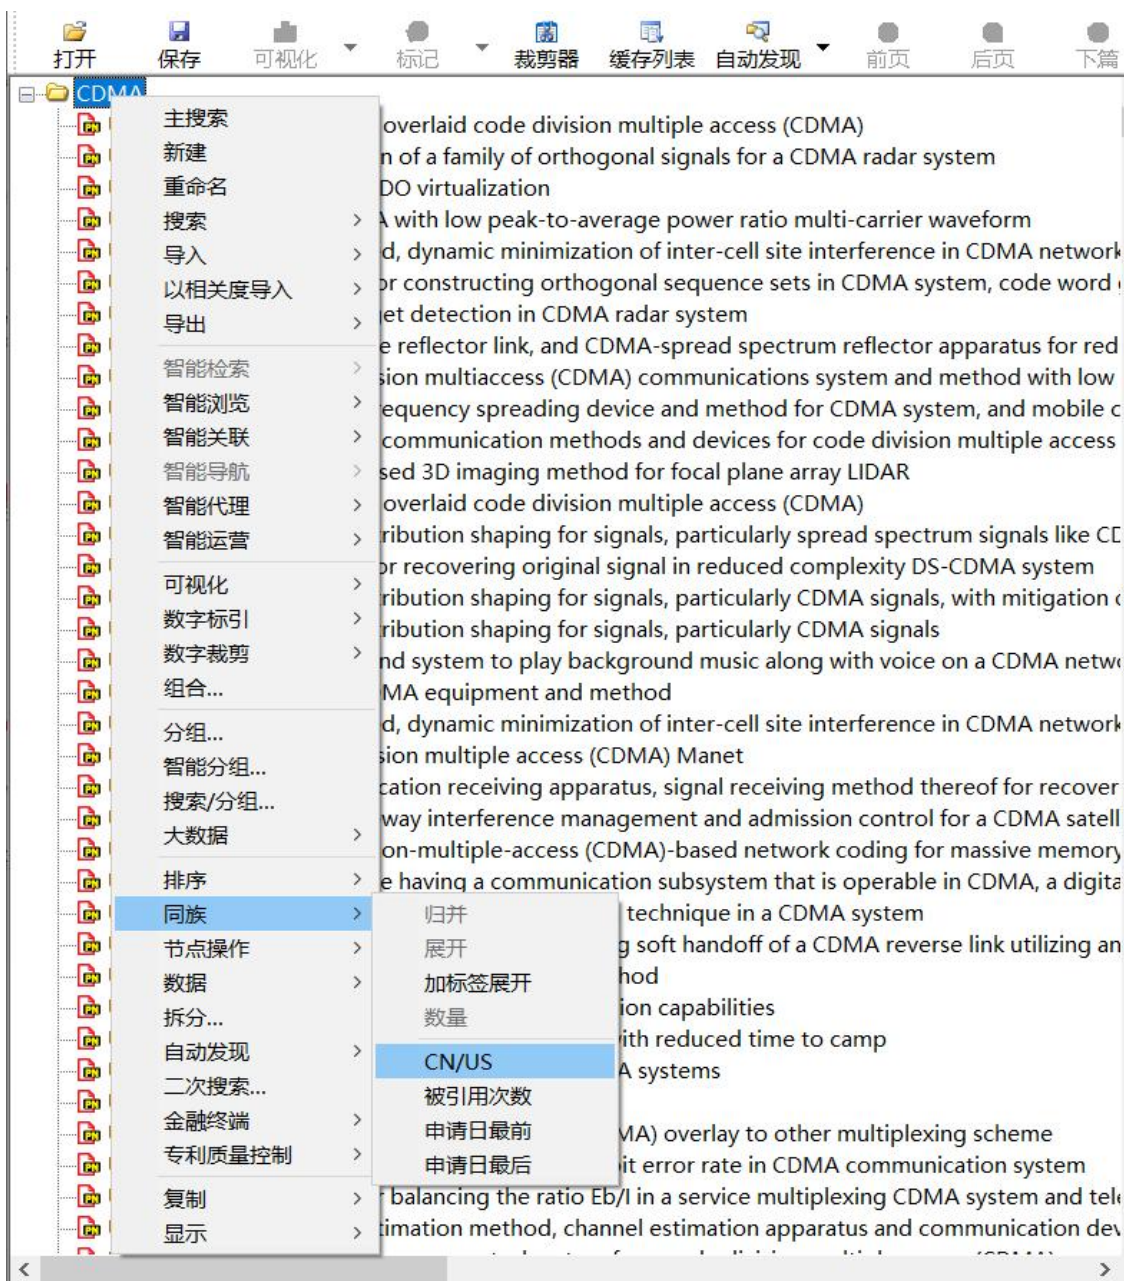 打开 保存 可视化 标记 裁剪器 缓存列表 自动发现 前页 后页 下篇
CDMA
主搜索
新建
重命名
搜索
导入
以相关度导入
导出
智能检索
智能浏览
智能关联
智能导航
智能代理
智能运营
可视化
数字标引
数字裁剪
组合...
分组...
智能分组...
搜索/分组...
大数据
排序
同族
节点操作
数据
拆分...
自动发现
二次搜索...
金融终端
专利质量控制
复制
显示
归并
展开
加标签展开
数量
CN/US
被引用次数
申请日最前
申请日最后
overlaid code division multiple access (CDMA)
n of a family of orthogonal signals for a CDMA radar system
DO virtualization
with low peak-to-average power ratio multi-carrier waveform
d, dynamic minimization of inter-cell site interference in CDMA network
or constructing orthogonal sequence sets in CDMA system, code word
et detection in CDMA radar system
e reflector link, and CDMA-spread spectrum reflector apparatus for red
sion multiaccess (CDMA) communications system and method with low
equency spreading device and method for CDMA system, and mobile c
communication methods and devices for code division multiple access
sed 3D imaging method for focal plane array LIDAR
overlaid code division multiple access (CDMA)
ribution shaping for signals, particularly spread spectrum signals like
or recovering original signal in reduced complexity DS-CDMA system
ribution shaping for signals, particularly CDMA signals, with mitigation
ribution shaping for signals, particularly CDMA signals
nd system to play background music along with voice on a CDMA
MA equipment and method
d, dynamic minimization of inter-cell site interference in CDMA network
sion multiple access (CDMA) Manet
cation receiving apparatus, signal receiving method thereof for recover
way interference management and admission control for a CDMA satell
on-multiple-access (CDMA)-based network coding for massive memory
e having a communication subsystem that is operable in CDMA, a digita
technique in a CDMA system
g soft handoff of a CDMA reverse link utilizing an
hod
ion capabilities
ith reduced time to camp
A systems
MA) overlay to other multiplexing scheme
it error rate in CDMA communication system
balancing the ratio Eb/I in a service multiplexing CDMA system and
timation method, channel estimation apparatus and communication